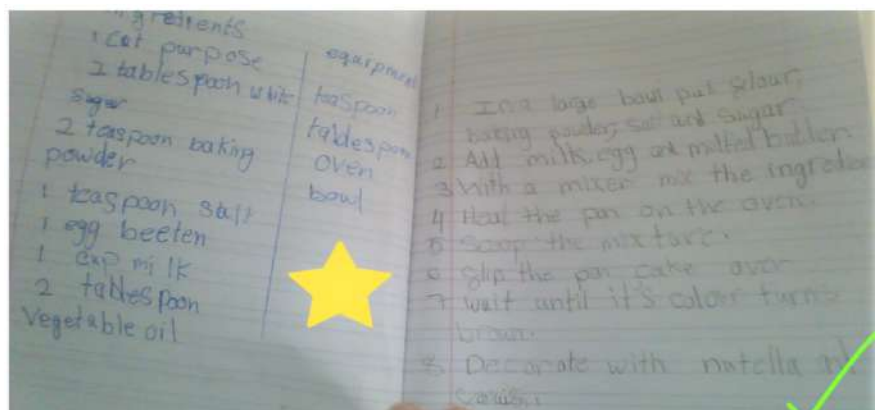 ingredients
1 cat purpose
2 tablespoon white
sugar
2 teaspoon baking
powder
1 teaspoon salt
1 egg beeten
1 cup milk
2 tablespoon
Vegetable oil
equipment
teaspoon
tablespoon
oven
bowl
1 In a large bowl put flour,
baking powder, salt and sugar.
2 Add milk, egg and melted butter
3 With a mixer mix the ingredie
4 Heat the pan on the oven.
5 Scoop the mixture.
6 flip the pan cake over
7 wait until it's colour turns
brown.
8 Decorate with nutella